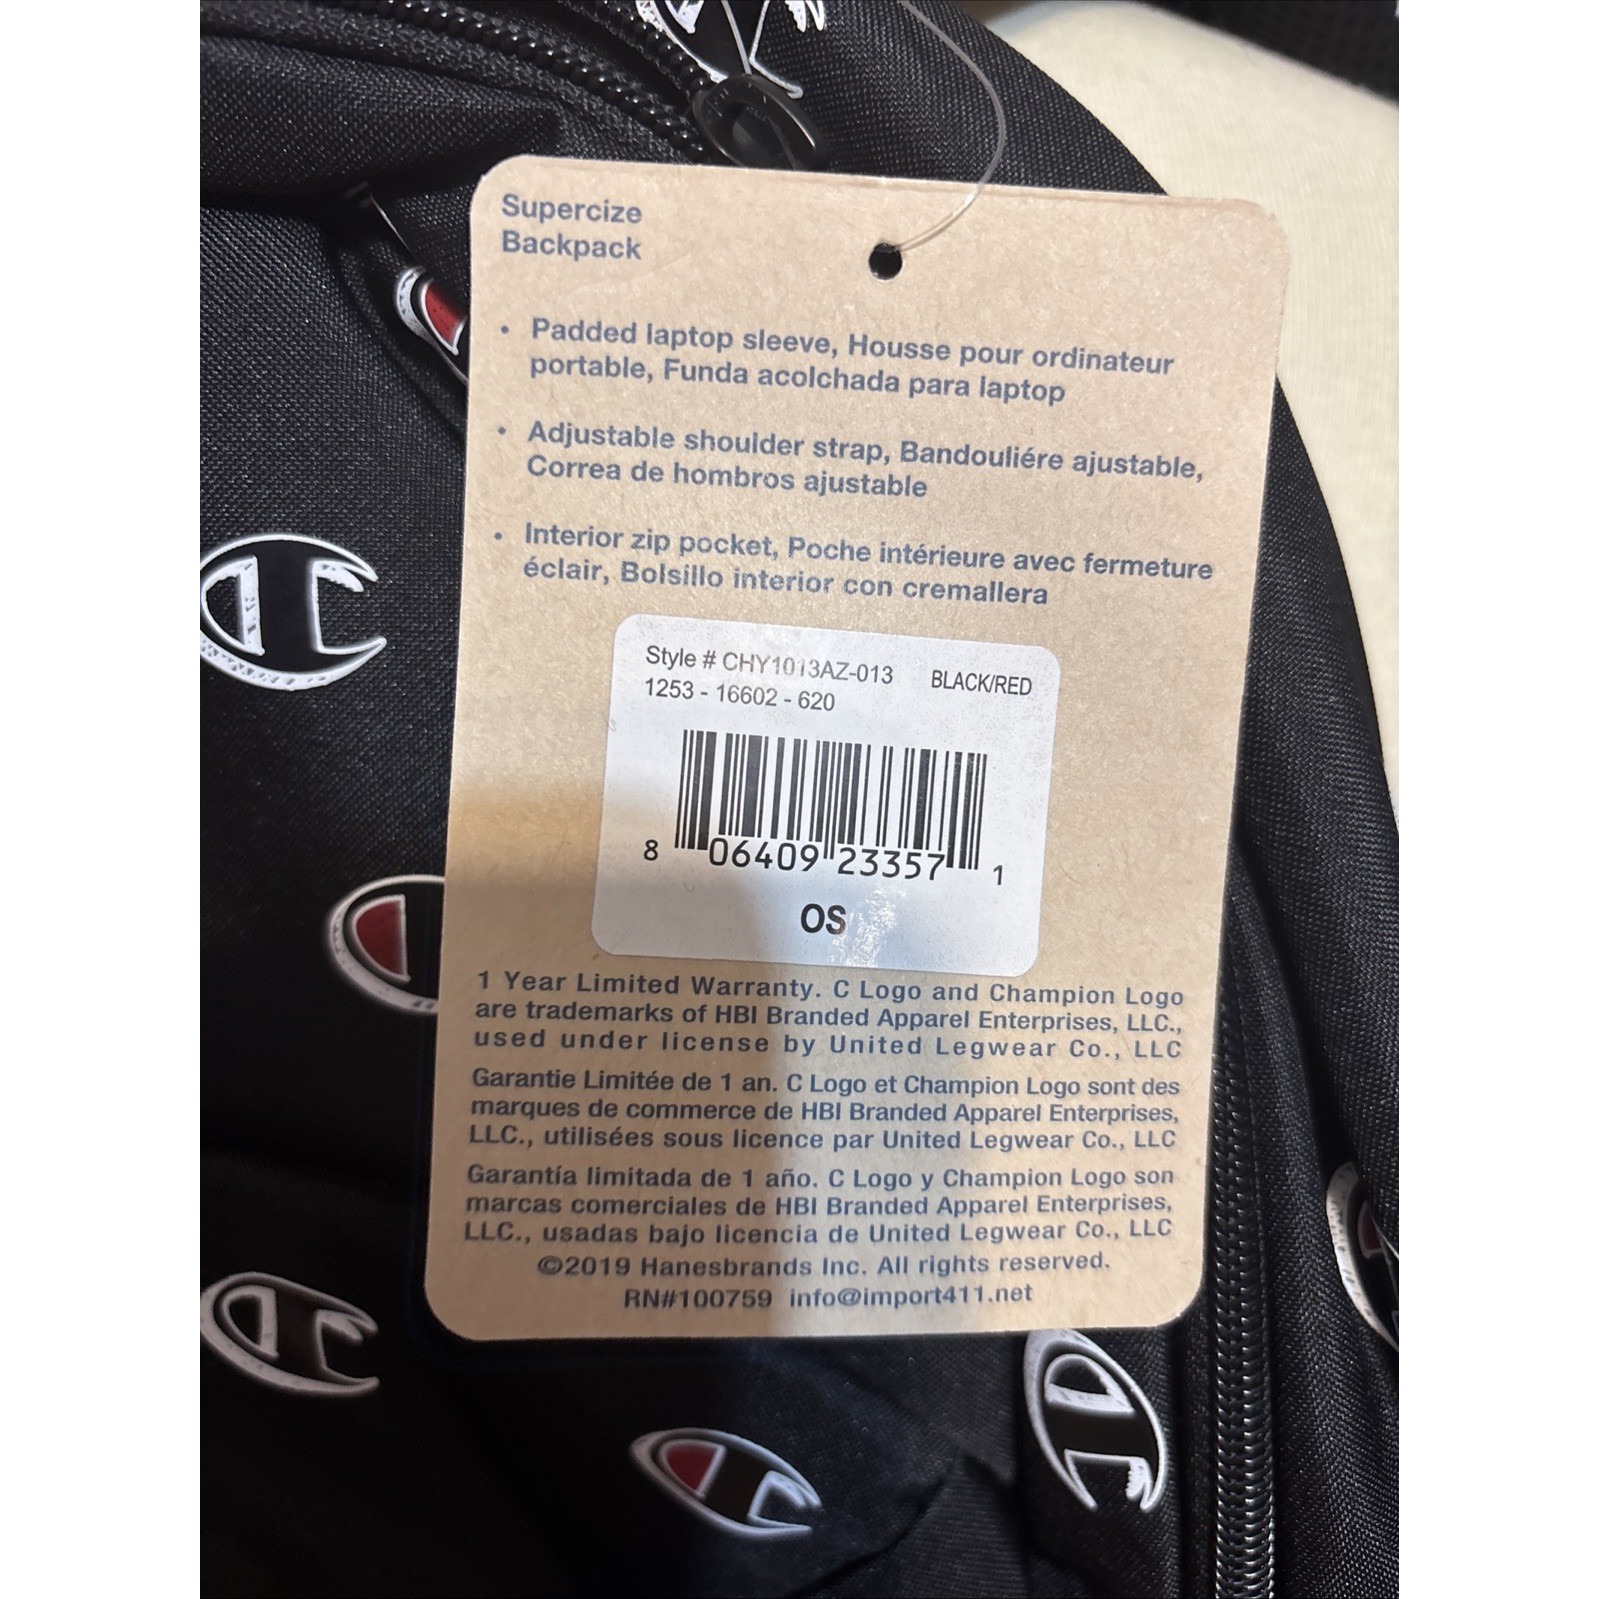 Supercize
Backpack
• Padded laptop sleeve, Housse pour ordinateur
portable, Funda acolchada para laptop
• Adjustable shoulder strap, Bandouliére ajustable,
Correa de hombros ajustable
• Interior zip pocket, Poche intérieure avec fermeture
éclair, Bolsillo interior con cremallera
Style # CHY1013AZ-013 BLACK/RED
1253 - 16602 - 620
8 06409 23357 1
OS
1 Year Limited Warranty. C Logo and Champion Logo
are trademarks of HBI Branded Apparel Enterprises, LLC.,
used under license by United Legwear Co., LLC
Garantie Limitée de 1 an. C Logo et Champion Logo sont des
marques de commerce de HBI Branded Apparel Enterprises,
LLC., utilisées sous licence par United Legwear Co., LLC
Garantía limitada de 1 año. C Logo y Champion Logo son
marcas comerciales de HBI Branded Apparel Enterprises,
LLC., usadas bajo licencia de United Legwear Co., LLC
©2019 Hanesbrands Inc. All rights reserved.
RN#100759 info@import411.net